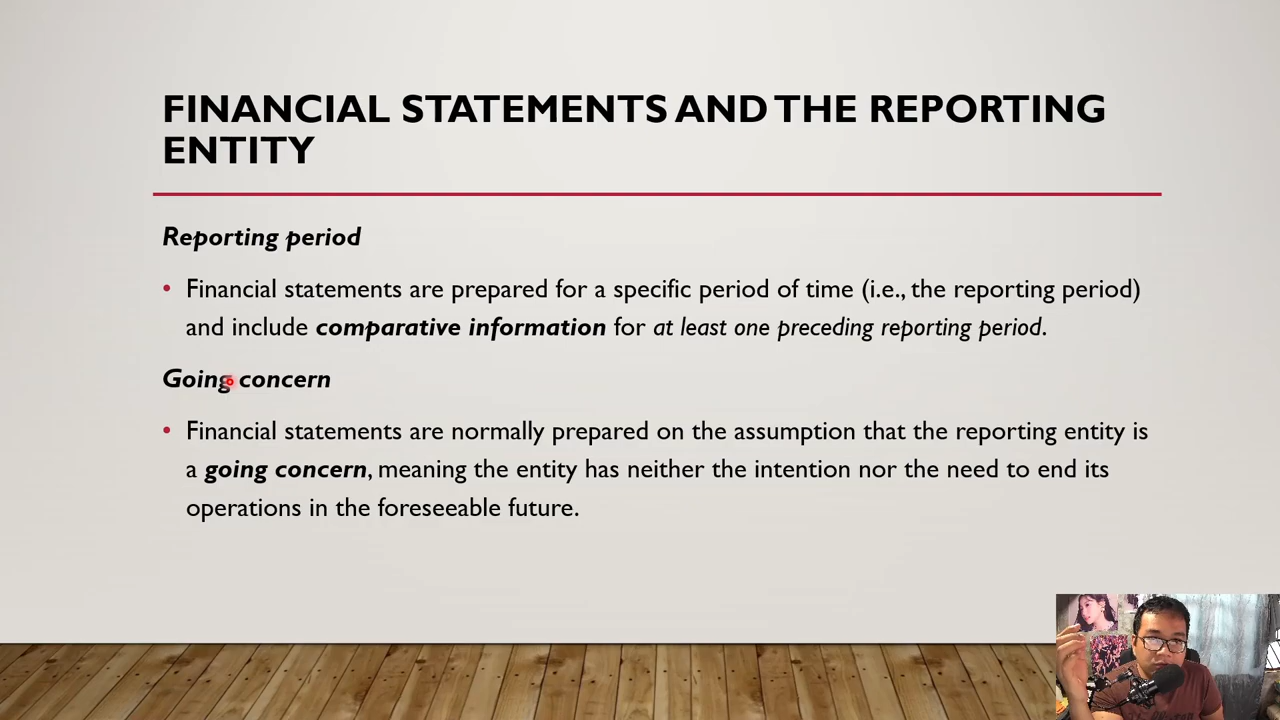 FINANCIAL STATEMENTS AND THE REPORTING
ENTITY
Reporting period
• Financial statements are prepared for a specific period of time (i.e., the reporting period)
and include comparative information for at least one preceding reporting period.
Going concern
• Financial statements are normally prepared on the assumption that the reporting entity is
a going concern, meaning the entity has neither the intention nor the need to end its
operations in the foreseeable future.